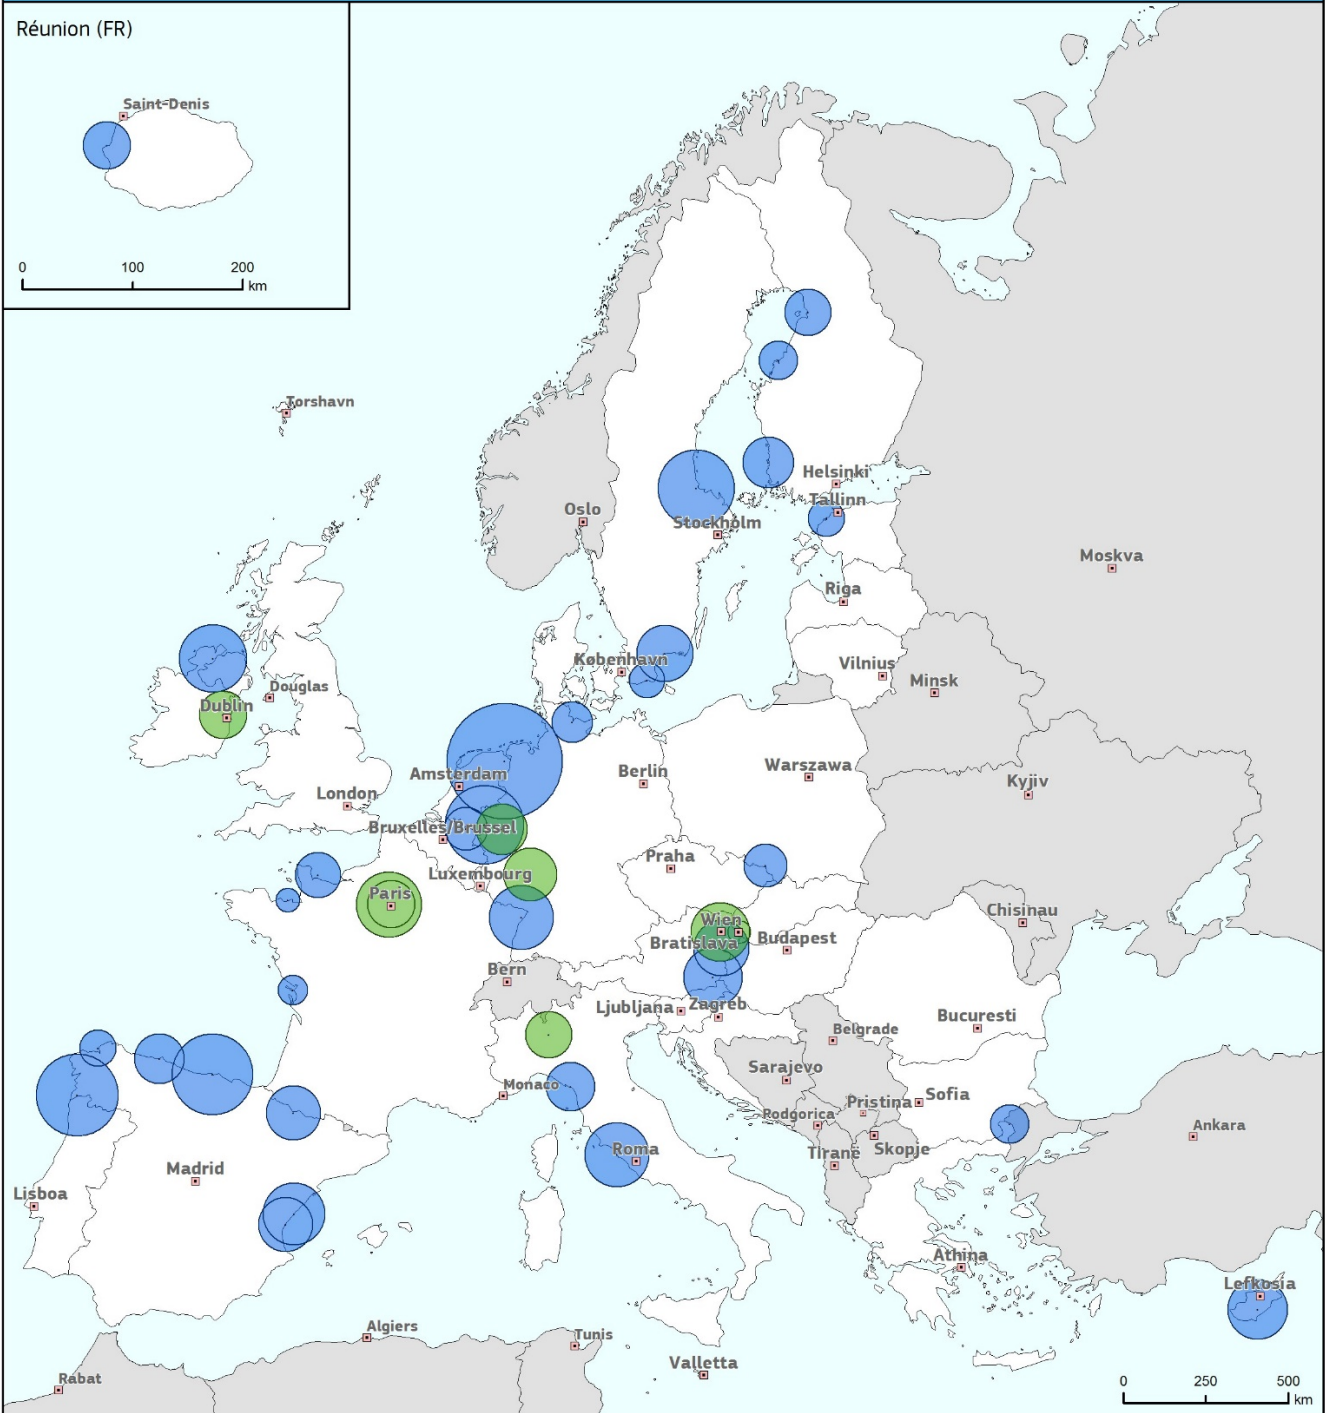 Réunion (FR)
Saint-Denis
0 100 200
km
Torshavn
Helsinki
Tallinn
Oslo
Stockholm
Moskva
Riga
København
Vilnius
Minsk
Douglas
Dublin
Amsterdam
Berlin
Warszawa
London
Kyjiv
Bruxelles/Brussel
Praha
Luxembourg
Paris
Chisinau
Wien
Bratislava
Budapest
Bern
Ljubljana
Zagreb
Bucuresti
Belgrade
Sarajevo
Monaco
Pristina
Sofia
Podgorica
Ankara
Skopje
Tiranë
Roma
Madrid
Lisboa
Athina
Lefkosia
Algiers
Tunis
Valletta
Rabat
0 250 500
km